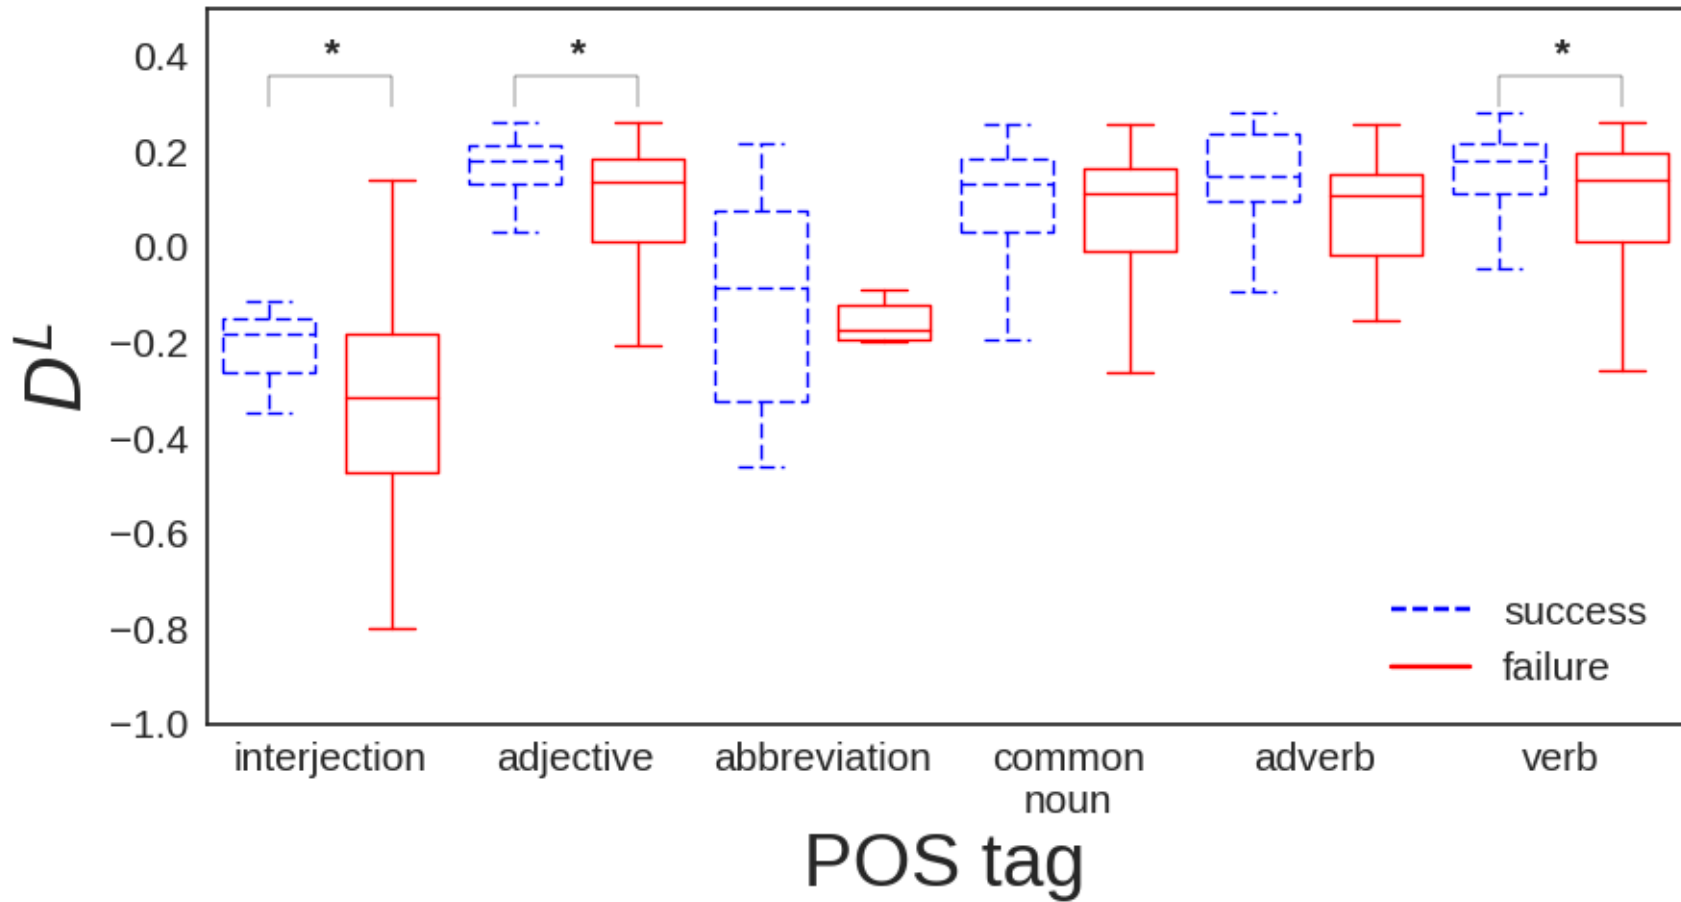 * * *
0.4
0.2
0.0
−0.2
−0.4
−0.6
−0.8
−1.0
D^L
success
failure
interjection adjective abbreviation common noun adverb verb
POS tag